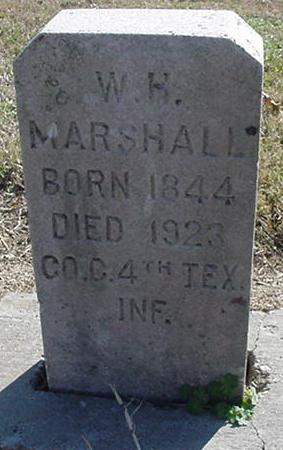 W.H.
MARSHALL
BORN 1844
DIED 1923
CO.C.4TH TEX.
INF.